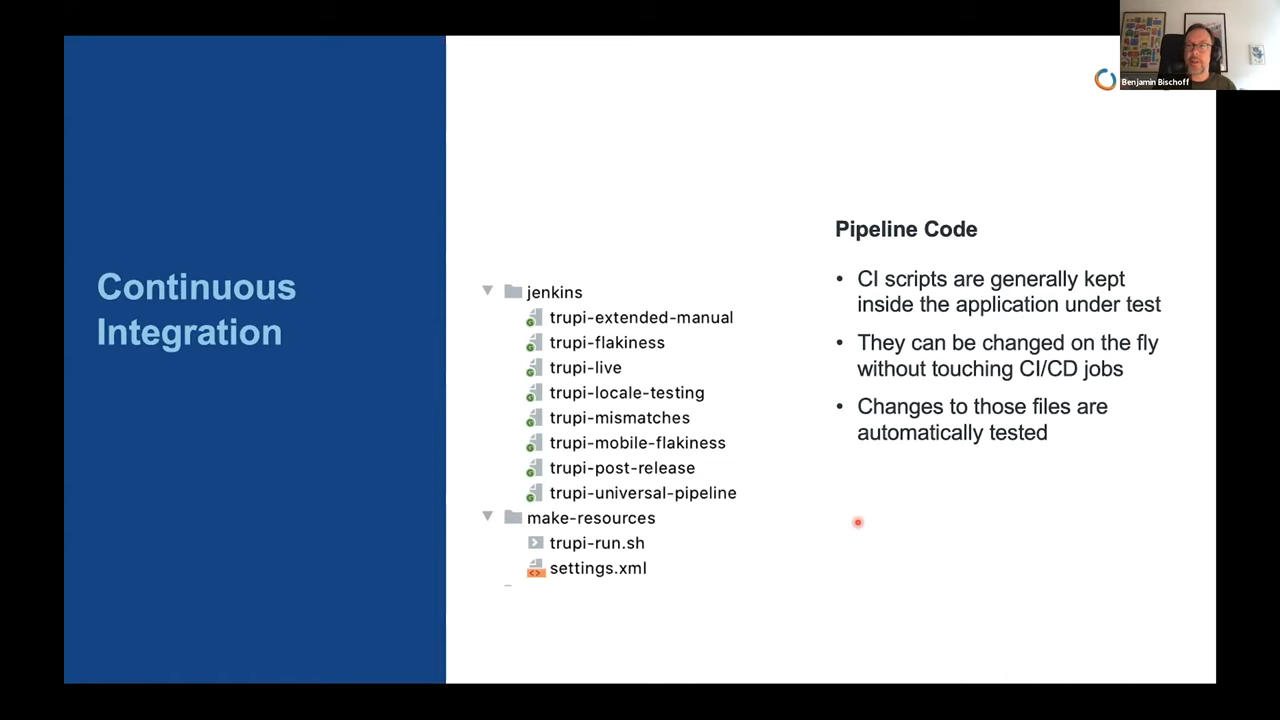 Benjamin Bischoff
Continuous
Integration
jenkins
trupi-extended-manual
trupi-flakiness
trupi-live
trupi-locale-testing
trupi-mismatches
trupi-mobile-flakiness
trupi-post-release
trupi-universal-pipeline
make-resources
trupi-run.sh
settings.xml
Pipeline Code
• CI scripts are generally kept
inside the application under test
• They can be changed on the fly
without touching CI/CD jobs
• Changes to those files are
automatically tested